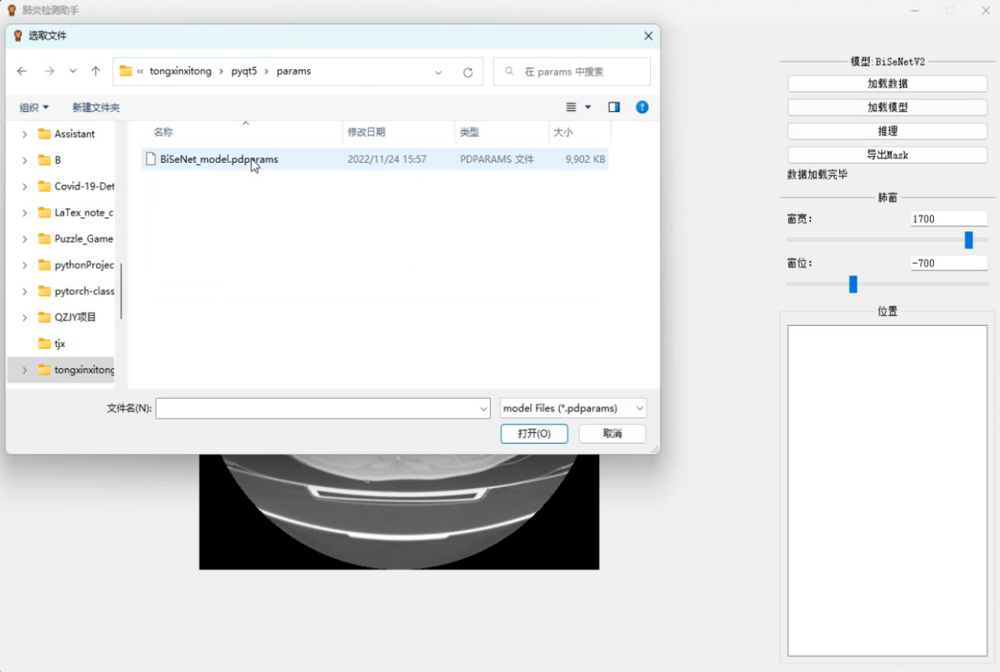 肺炎检测助手
选取文件
« tongxinxitong › pyqt5 › params
在 params 中搜索
组织 新建文件夹
名称 修改日期 类型 大小
BiSeNet_model.pdparams 2022/11/24 15:57 PDPARAMS 文件 9,902 KB
Assistant
B
Covid-19-Det
LaTex_note_c
Puzzle_Game
pythonProjec
pytorch-class
QZJY项目
tjx
tongxinxitong
文件名(N):
model Files (*.pdparams)
打开(O) 取消
模型:BiSeNetV2
加载数据
加载模型
推理
导出Mask
数据加载完毕
肺窗
窗宽: 1700
窗位: -700
位置